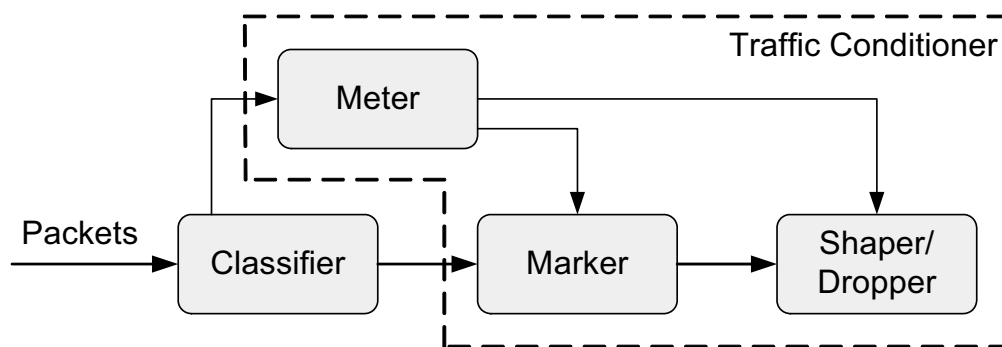 Traffic Conditioner
Meter
Packets
Classifier
Marker
Shaper/
Dropper